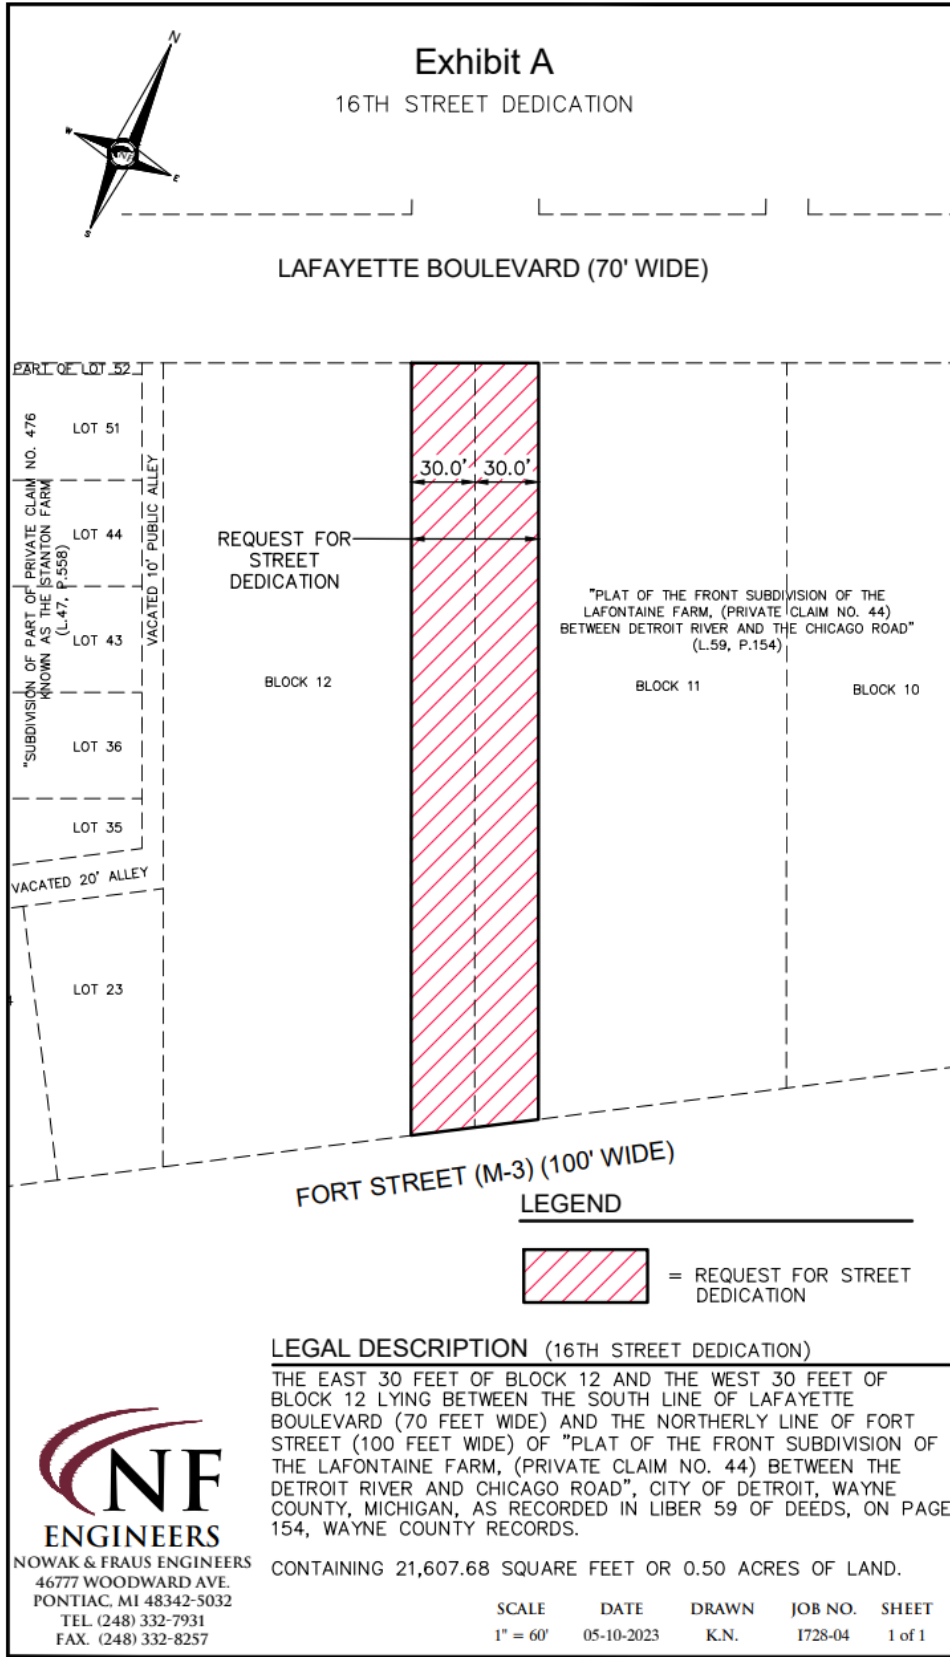 Exhibit A
16TH STREET DEDICATION
N
W
E
S
LAFAYETTE BOULEVARD (70' WIDE)
PART OF LOT 52
LOT 51
LOT 44
LOT 43
LOT 36
LOT 35
"SUBDIVISION OF PART OF PRIVATE CLAIM NO. 476
KNOWN AS THE STANTON FARM
(L.47, P.558)
VACATED 10' PUBLIC ALLEY
VACATED 20' ALLEY
LOT 23
30.0'
30.0'
REQUEST FOR
STREET
DEDICATION
BLOCK 12
"PLAT OF THE FRONT SUBDIVISION OF THE
LAFONTAINE FARM, (PRIVATE CLAIM NO. 44)
BETWEEN DETROIT RIVER AND THE CHICAGO ROAD"
(L.59, P.154)
BLOCK 11
BLOCK 10
FORT STREET (M-3) (100' WIDE)
LEGEND
= REQUEST FOR STREET
DEDICATION
LEGAL DESCRIPTION (16TH STREET DEDICATION)
THE EAST 30 FEET OF BLOCK 12 AND THE WEST 30 FEET OF
BLOCK 12 LYING BETWEEN THE SOUTH LINE OF LAFAYETTE
BOULEVARD (70 FEET WIDE) AND THE NORTHERLY LINE OF FORT
STREET (100 FEET WIDE) OF "PLAT OF THE FRONT SUBDIVISION OF
THE LAFONTAINE FARM, (PRIVATE CLAIM NO. 44) BETWEEN THE
DETROIT RIVER AND CHICAGO ROAD", CITY OF DETROIT, WAYNE
COUNTY, MICHIGAN, AS RECORDED IN LIBER 59 OF DEEDS, ON PAGE
154, WAYNE COUNTY RECORDS.
CONTAINING 21,607.68 SQUARE FEET OR 0.50 ACRES OF LAND.
NF
ENGINEERS
NOWAK & FRAUS ENGINEERS
46777 WOODWARD AVE.
PONTIAC, MI 48342-5032
TEL. (248) 332-7931
FAX. (248) 332-8257
SCALE DATE DRAWN JOB NO. SHEET
1" = 60' 05-10-2023 K.N. I728-04 1 of 1